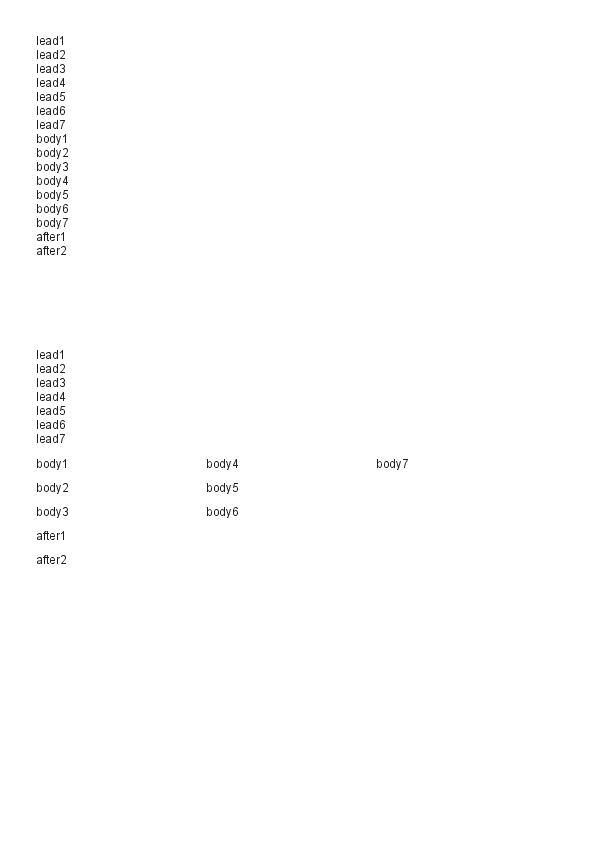 lead1
lead2
lead3
lead4
lead5
lead6
lead7
body1
body2
body3
body4
body5
body6
body7
after1
after2
lead1
lead2
lead3
lead4
lead5
lead6
lead7
body1 body4 body7
body2 body5
body3 body6
after1
after2